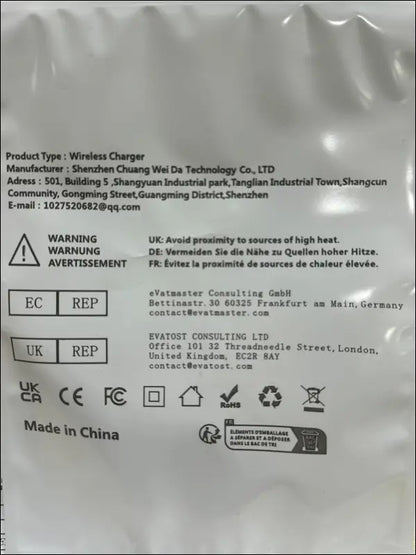 Product Type : Wireless Charger
Manufacturer : Shenzhen Chuang Wei Da Technology Co., LTD
Adress : 501, Building 5 ,Shangyuan Industrial park,Tanglian Industrial Town,Shangcun
Community, Gongming Street,Guangming District,Shenzhen
E-mail : 1027520682@qq.com
WARNING
WARNUNG
AVERTISSEMENT
UK: Avoid proximity to sources of high heat.
DE: Vermeiden Sie die Nähe zu Quellen hoher Hitze.
FR: Évitez la proximité de sources de chaleur élevée.
EC REP
eVatmaster Consulting GmbH
Bettinastr. 30 60325 Frankfurt am Main, Germany
contact@evatmaster.com
UK REP
EVATOST CONSULTING LTD
Office 101 32 Threadneedle Street, London,
United Kingdom, EC2R 8AY
contact@evatost.com
UK
CA
CE
FC
RoHS
Made in China
FR
ÉLÉMENTS D'EMBALLAGE
À SÉPARER ET À DÉPOSER
DANS LE BAC DE TRI